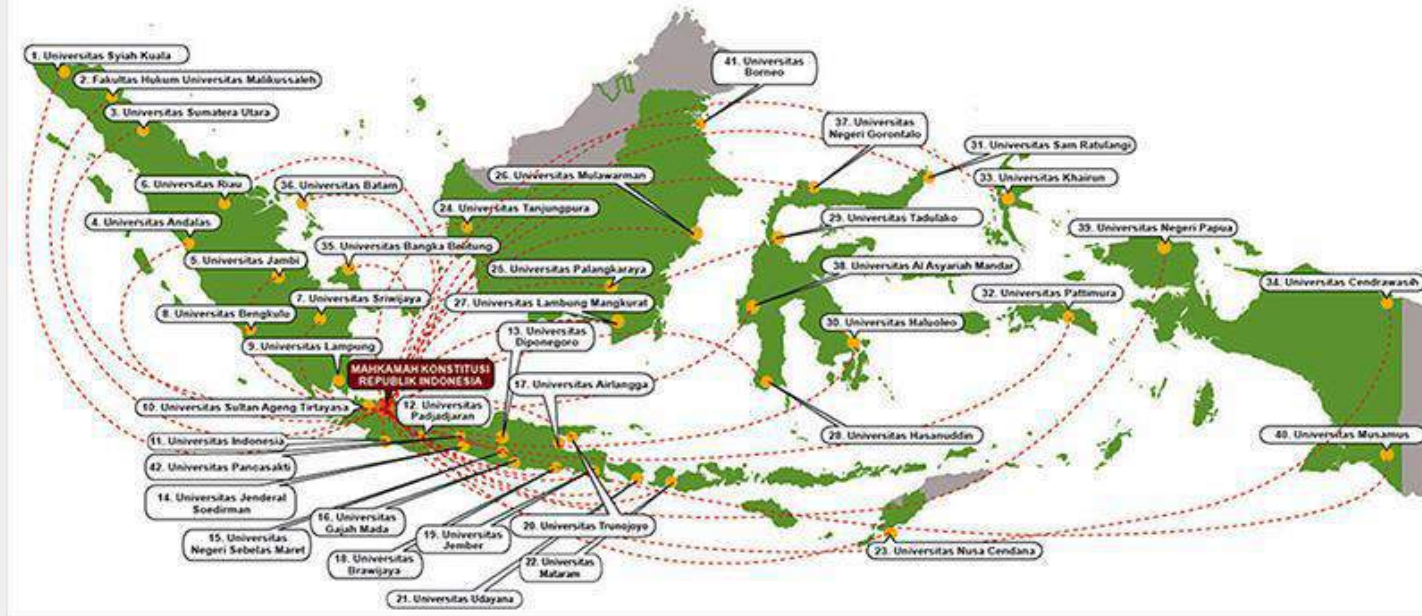 1. Universitas Syiah Kuala
2. Fakultas Hukum Universitas Malikussaleh
3. Universitas Sumatera Utara
41. Universitas
Borneo
37. Universitas
Negeri Gorontalo
31. Universitas Sam Ratulangi
6. Universitas Riau
36. Universitas Batam
26. Universitas Mulawarman
33. Universitas Khairun
4. Universitas Andalas
24. Universitas Tanjungpura
29. Universitas Tadulako
39. Universitas Negeri Papua
35. Universitas Bangka Belitung
5. Universitas Jambi
25. Universitas Palangkaraya
38. Universitas Al Asyariah Mandar
34. Universitas Cendrawasih
7. Universitas Sriwijaya
27. Universitas Lambung Mangkurat
32. Universitas Pattimura
8. Universitas Bengkulu
30. Universitas Haluoleo
13. Universitas
Diponegoro
9. Universitas Lampung
MAHKAMAH KONSTITUSI
REPUBLIK INDONESIA
17. Universitas Airlangga
10. Universitas Sultan Ageng Tirtayasa
12. Universitas
Padjadjaran
11. Universitas Indonesia
28. Universitas Hasanuddin
40. Universitas Musamus
42. Universitas Pancasakti
14. Universitas Jenderal
Soedirman
16. Universitas
Gajah Mada
20. Universitas Trunojoyo
15. Universitas
Negeri Sebelas Maret
19. Universitas
Jember
23. Universitas Nusa Cendana
18. Universitas
Brawijaya
22. Universitas
Mataram
21. Universitas Udayana